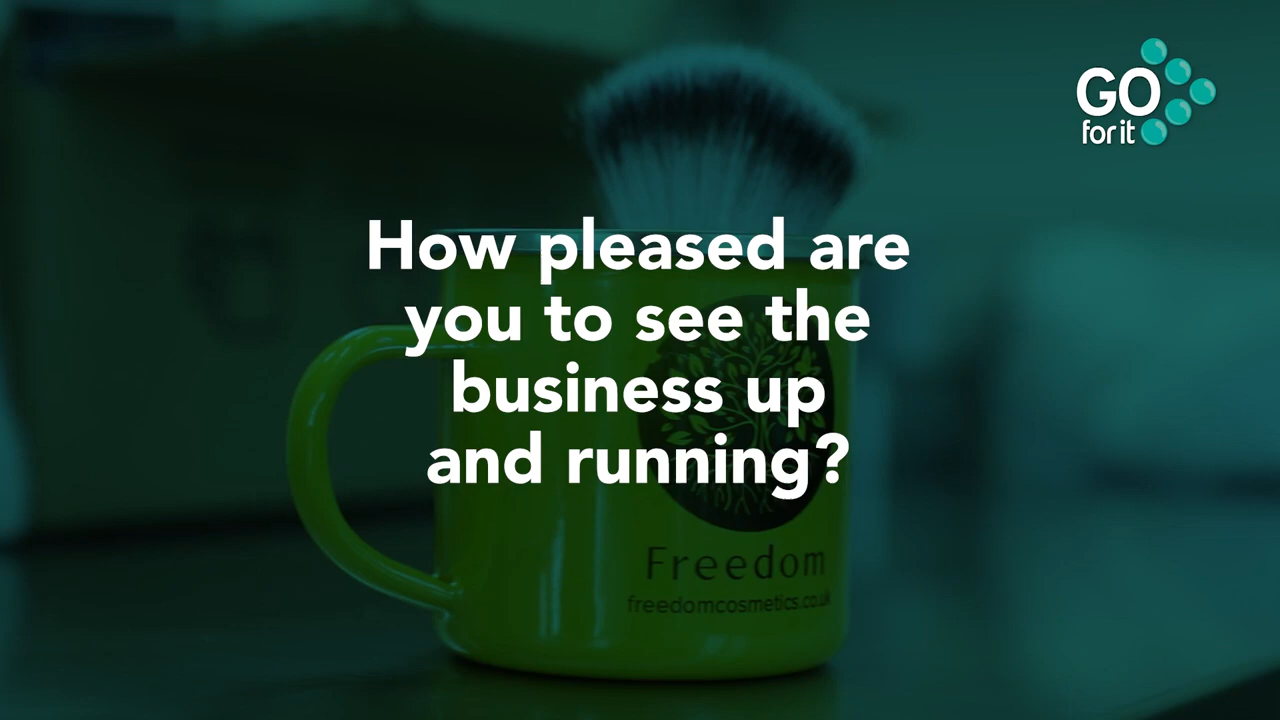 GO
for it
How pleased are
you to see the
business up
and running?
Freedom
freedomcosmetics.co.uk